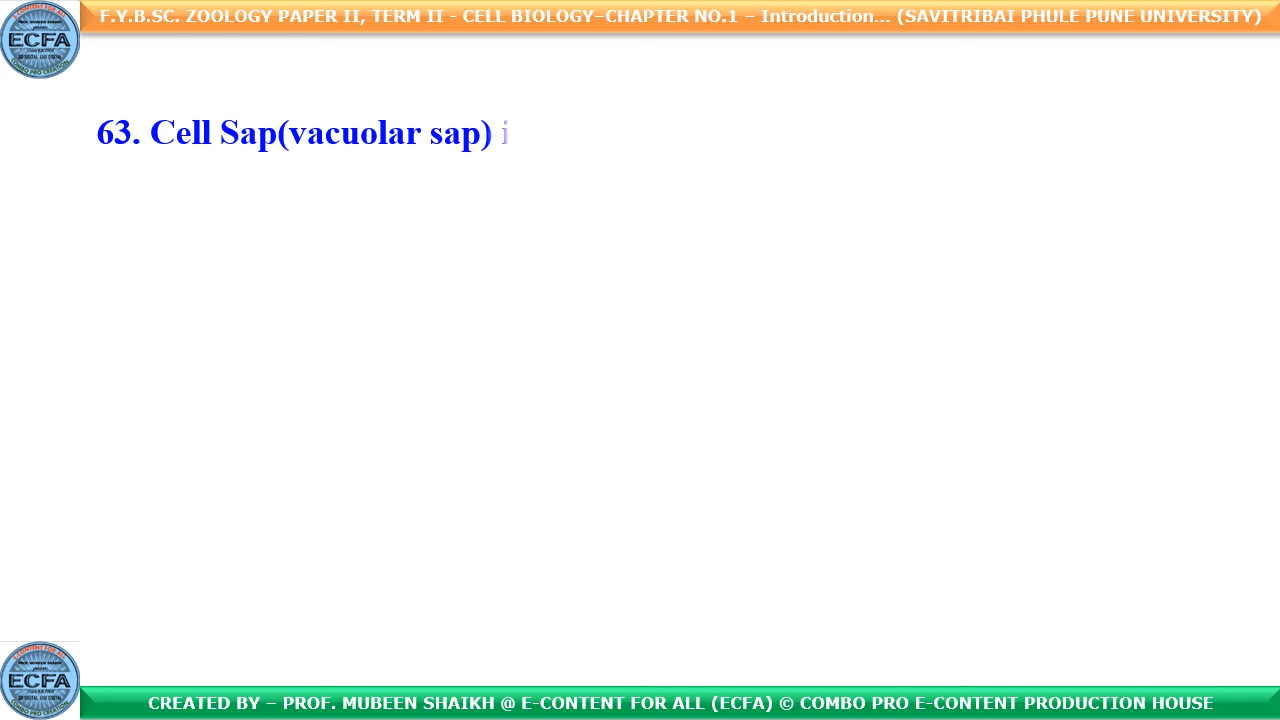 F.Y.B.SC. ZOOLOGY PAPER II, TERM II - CELL BIOLOGY–CHAPTER NO.1 – Introduction... (SAVITRIBAI PHULE PUNE UNIVERSITY)
ECFA
63. Cell Sap(vacuolar sap) i
ECFA
CREATED BY – PROF. MUBEEN SHAIKH @ E-CONTENT FOR ALL (ECFA) © COMBO PRO E-CONTENT PRODUCTION HOUSE